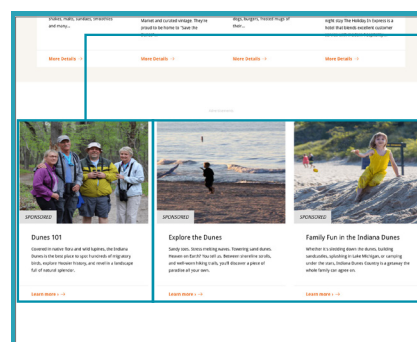 shakes, malts, sundaes, smoothies
and many...
Market and curated vintage. They're
proud to be home to "Save the
dogs, burgers, frosted mugs of
their...
night stay The Holiday In Express is a
hotel that blends excellent customer
More Details →
More Details →
More Details →
More Details →
SPONSORED
SPONSORED
SPONSORED
Dunes 101
Explore the Dunes
Family Fun in the Indiana Dunes
Covered in native flora and wild lupines, the Indiana
Dunes is the best place to spot hundreds of migratory
birds, explore Hoosier history, and revel in a landscape
full of natural splendor.
Sandy toes. Stress melting waves. Towering sand dunes.
Heaven on Earth? You tell us. Between shoreline strolls,
and well-worn hiking trails, you'll discover a piece of
paradise all your own.
Whether it's sledding down the dunes, building
sandcastles, splashing in Lake Michigan, or camping
under the stars, Indiana Dunes Country is a getaway the
whole family can agree on.
Learn more › →
Learn more › →
Learn more › →